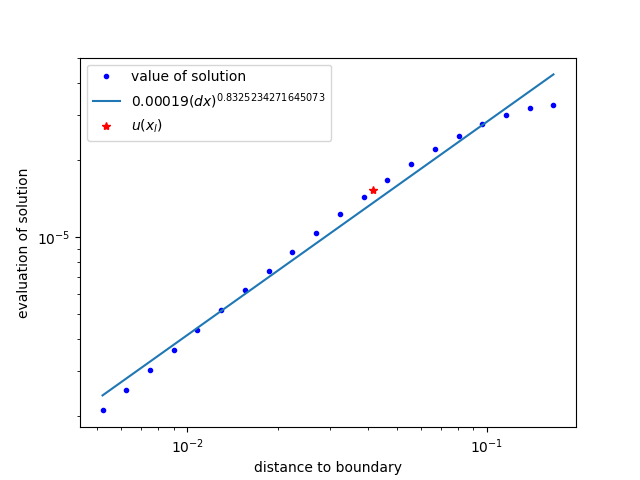 value of solution
0.00019(dx)^0.8325234271645073
u(x_l)
evaluation of solution
10^-5
10^-2
10^-1
distance to boundary